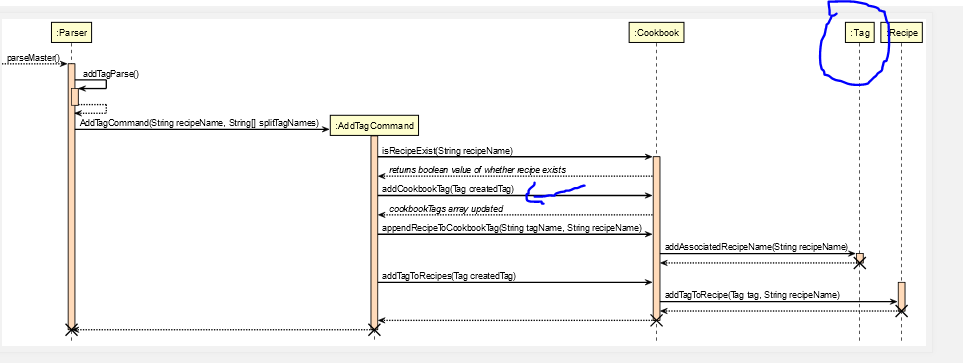 :Parser
:Cookbook
:Tag
:Recipe
parseMaster()
addTagParse()
AddTagCommand(String recipeName, String[] splitTagNames)
:AddTagCommand
isRecipeExist(String recipeName)
returns boolean value of whether recipe exists
addCookbookTag(Tag createdTag)
cookbookTags array updated
appendRecipeToCookbookTag(String tagName, String recipeName)
addAssociatedRecipeName(String recipeName)
addTagToRecipes(Tag createdTag)
addTagToRecipe(Tag tag, String recipeName)